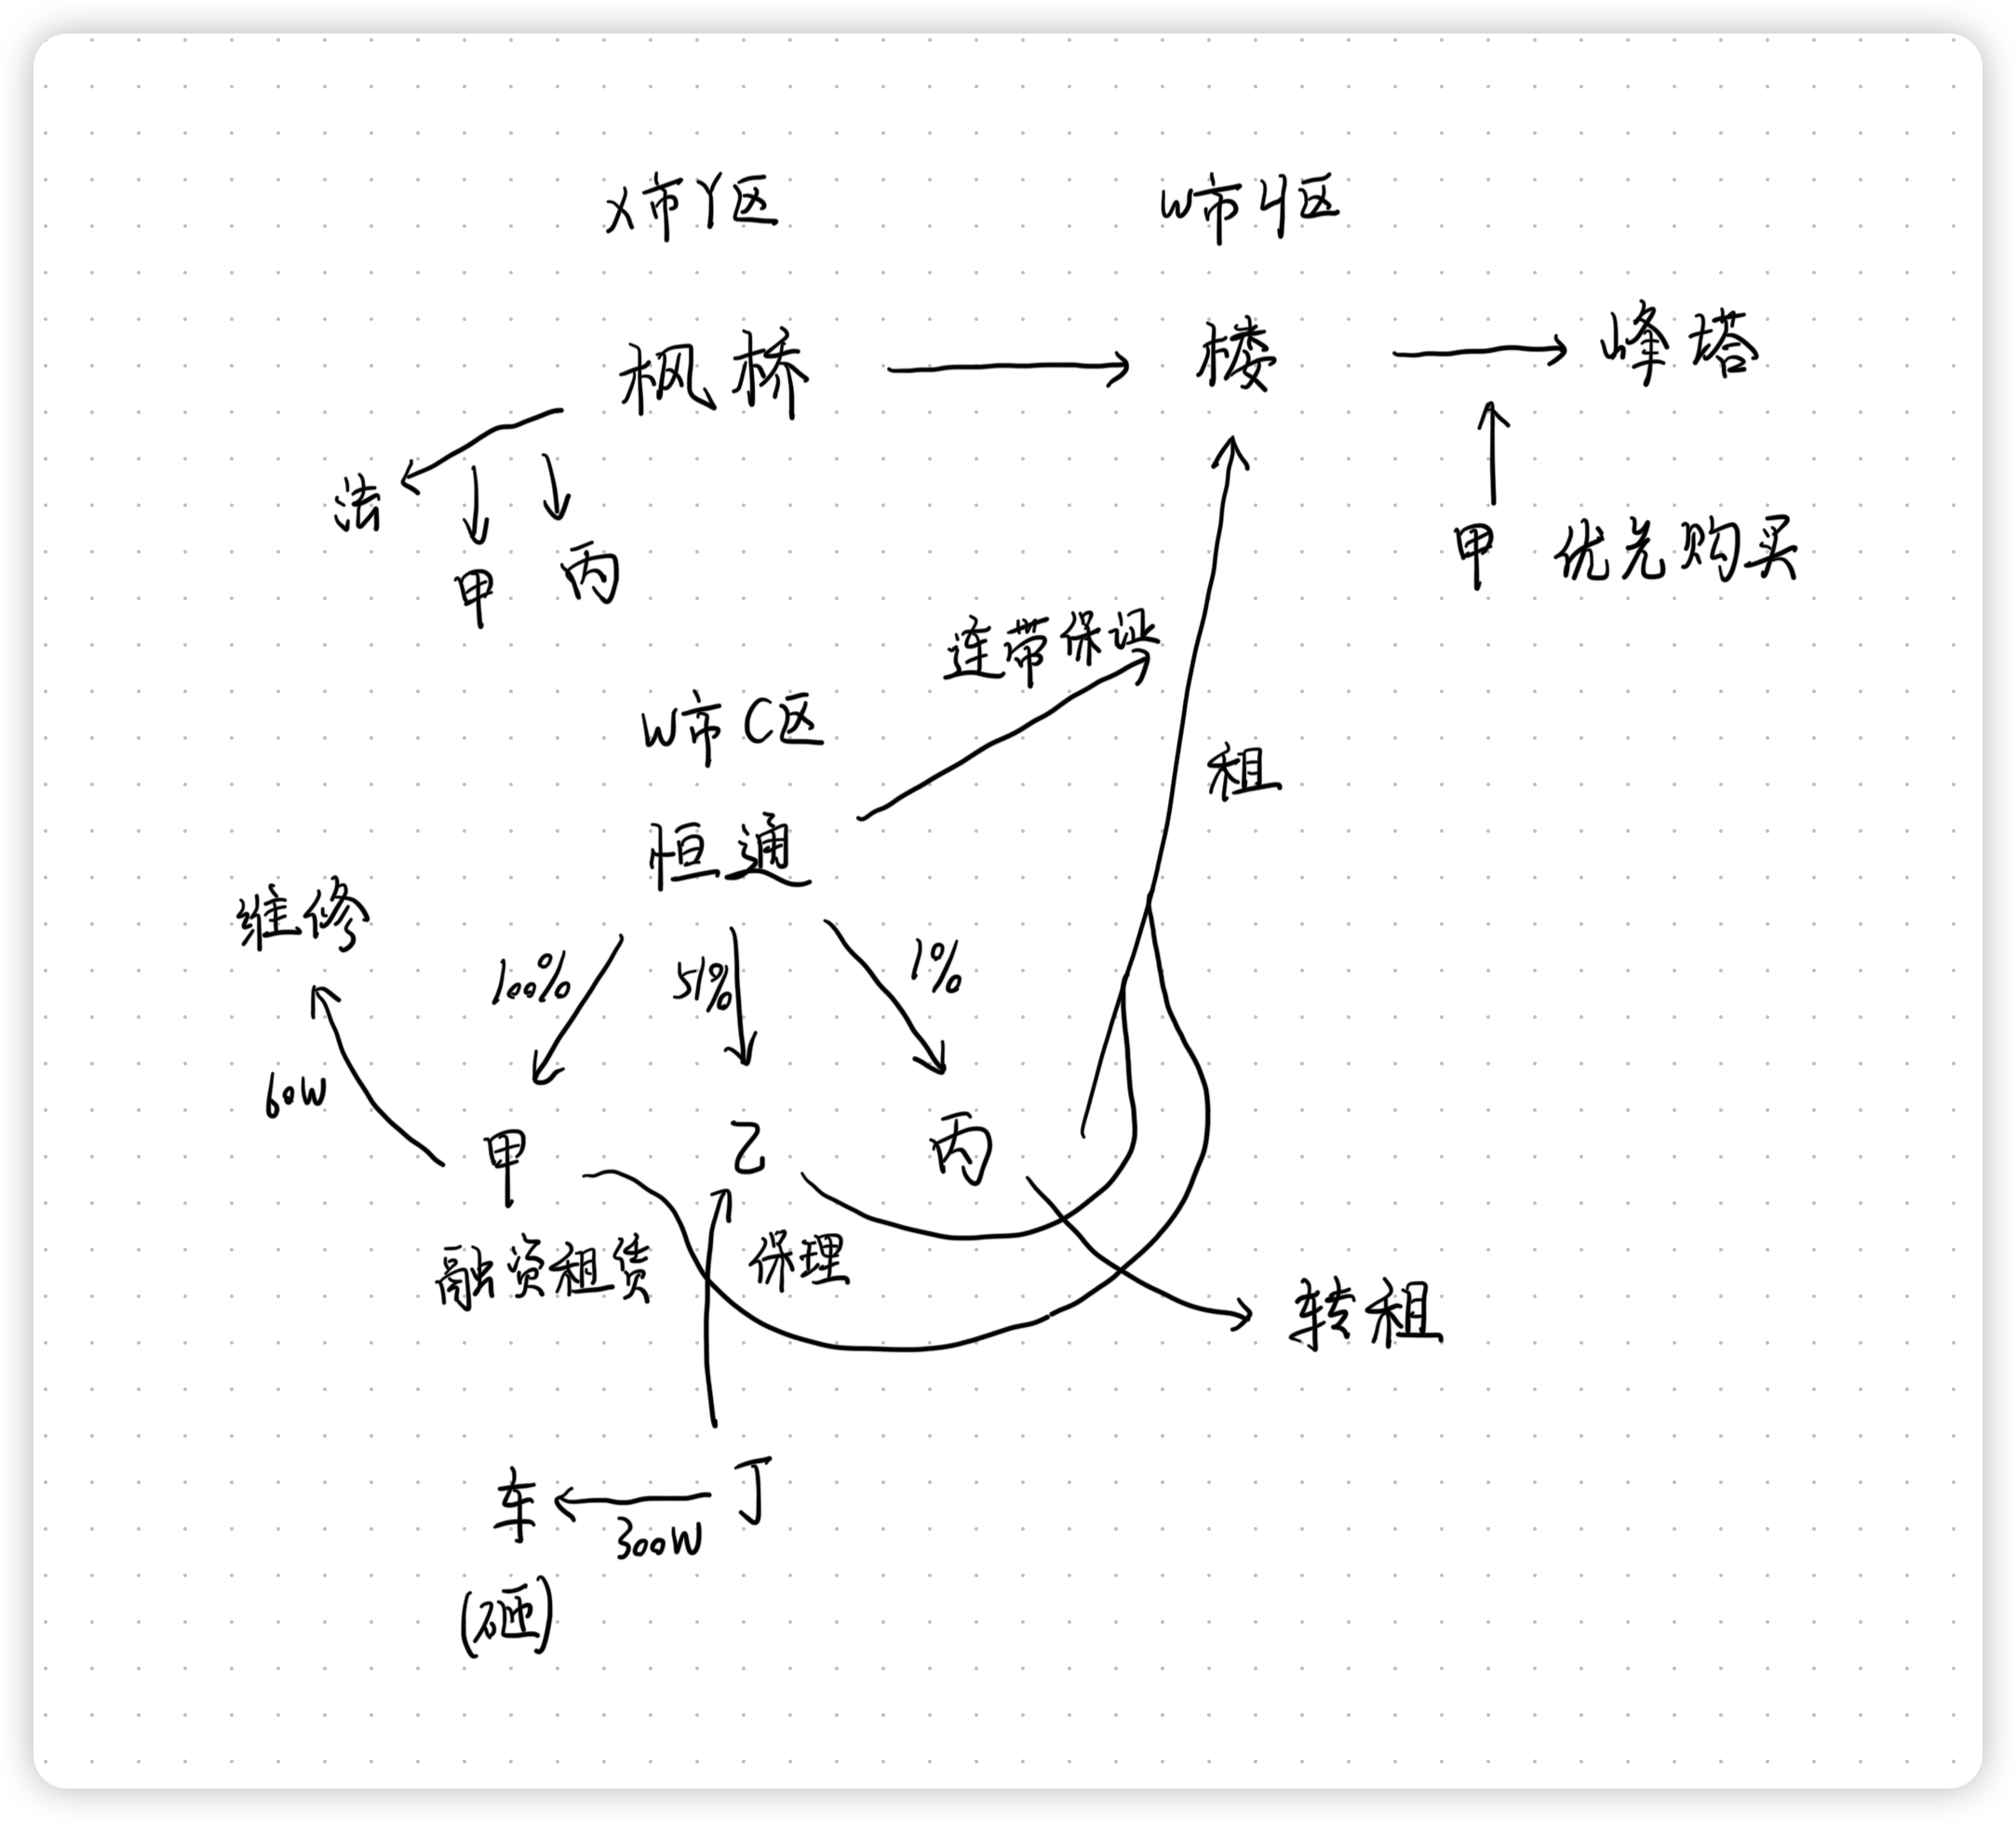 X市Y区
W市H区
枫桥
楼
峰塔
法
甲
丙
甲 优先购买
连带保证
W市C区
租
恒通
维修
100%
51%
1%
60W
甲
乙
丙
融资租赁
保理
转租
车
300W
丁
(硒)